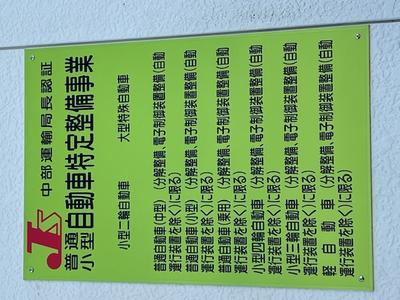 中部運輸局長認証
普通
小型
自動車特定整備事業
小型二輪自動車 大型特殊自動車
普通自動車(中型)(分解整備、電子制御装置整備(自動
運行装置を除く)に限る)
普通自動車(小型)(分解整備、電子制御装置整備(自動
運行装置を除く)に限る)
普通自動車(乗用)(分解整備、電子制御装置整備(自動
運行装置を除く)に限る)
小型四輪自動車(分解整備、電子制御装置整備(自動
運行装置を除く)に限る)
小型三輪自動車(分解整備、電子制御装置整備(自動
運行装置を除く)に限る)
軽自動車(分解整備、電子制御装置整備(自動
運行装置を除く)に限る)